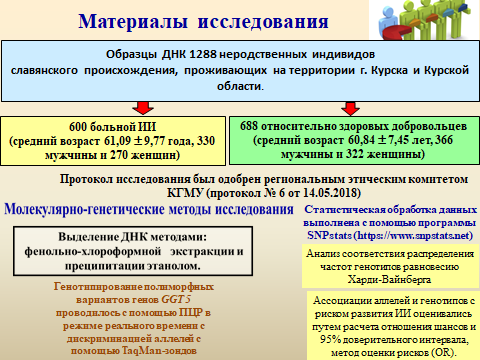 Материалы исследования
Образцы ДНК 1288 неродственных индивидов
славянского происхождения, проживающих на территории г. Курска и Курской
области.
600 больной ИИ
(средний возраст 61,09 ± 9,77 года, 330
мужчины и 270 женщин)
688 относительно здоровых добровольцев
(средний возраст 60,84 ± 7,45 лет, 366
мужчины и 322 женщины)
Протокол исследования был одобрен региональным этическим комитетом
КГМУ (протокол № 6 от 14.05.2018)
Молекулярно-генетические методы исследования
Выделение ДНК методами:
фенольно-хлороформной экстракции и
преципитации этанолом.
Генотипирование полиморфных
вариантов генов GGT5
проводилось с помощью ПЦР в
режиме реального времени с
дискриминацией аллелей с
помощью TaqMan-зондов
Статистическая обработка данных
выполнена с помощью программы
SNPstats (https://www.snpstats.net)
Анализ соответствия распределения
частот генотипов равновесию
Харди-Вайнберга
Ассоциации аллелей и генотипов с
риском развития ИИ оценивались
путем расчета отношения шансов и
95% доверительного интервала,
метод оценки рисков (OR).